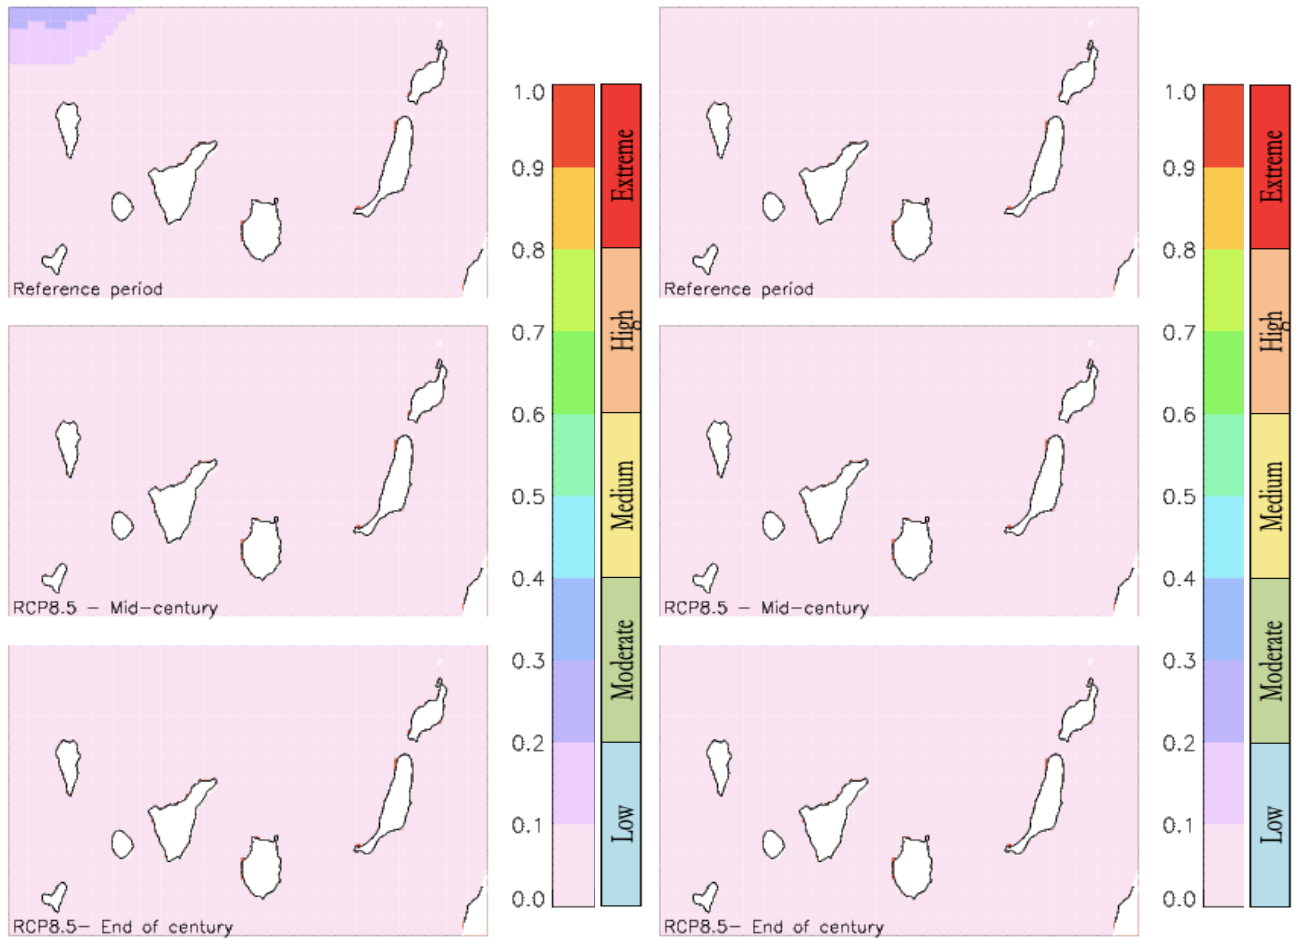 Reference period
RCP8.5 – Mid-century
RCP8.5– End of century
1.0
0.9
0.8
0.7
0.6
0.5
0.4
0.3
0.2
0.1
0.0
Extreme
High
Medium
Moderate
Low
Reference period
RCP8.5 – Mid-century
RCP8.5– End of century
1.0
0.9
0.8
0.7
0.6
0.5
0.4
0.3
0.2
0.1
0.0
Extreme
High
Medium
Moderate
Low